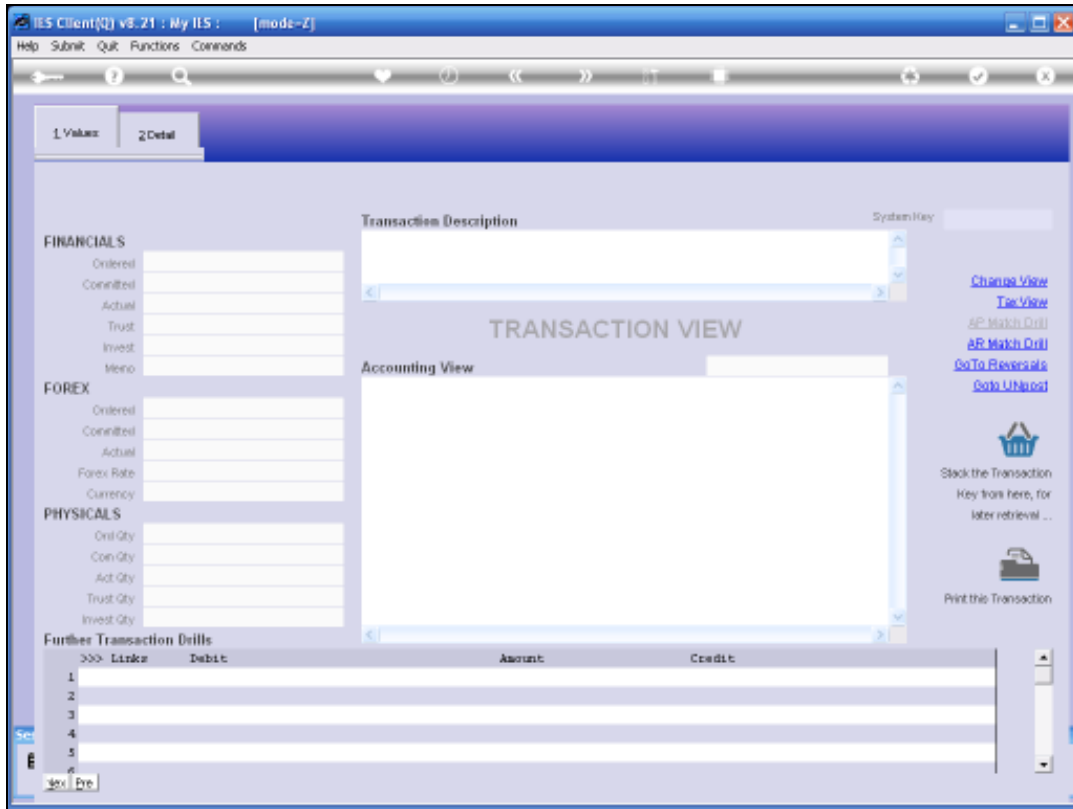 IES Client(Q) v8.21 : My IES : [mode=Z]
Help Submit Quit Functions Commands
1 Values 2 Detail
Transaction Description
System Key
FINANCIALS
Ordered
Committed
Actual
Trust
Invest
Memo
TRANSACTION VIEW
Accounting View
Change View
Tax View
AP Match Drill
AR Match Drill
GoTo Reversals
Goto UNpost
FOREX
Ordered
Committed
Actual
Forex Rate
Currency
PHYSICALS
Ord Qty
Com Qty
Act Qty
Trust Qty
Invest Qty
Stack the Transaction
Key from here, for
later retrieval ...
Print this Transaction
Further Transaction Drills
>>> Links Debit Amount Credit
1
2
3
4
5
6
Nex Pre